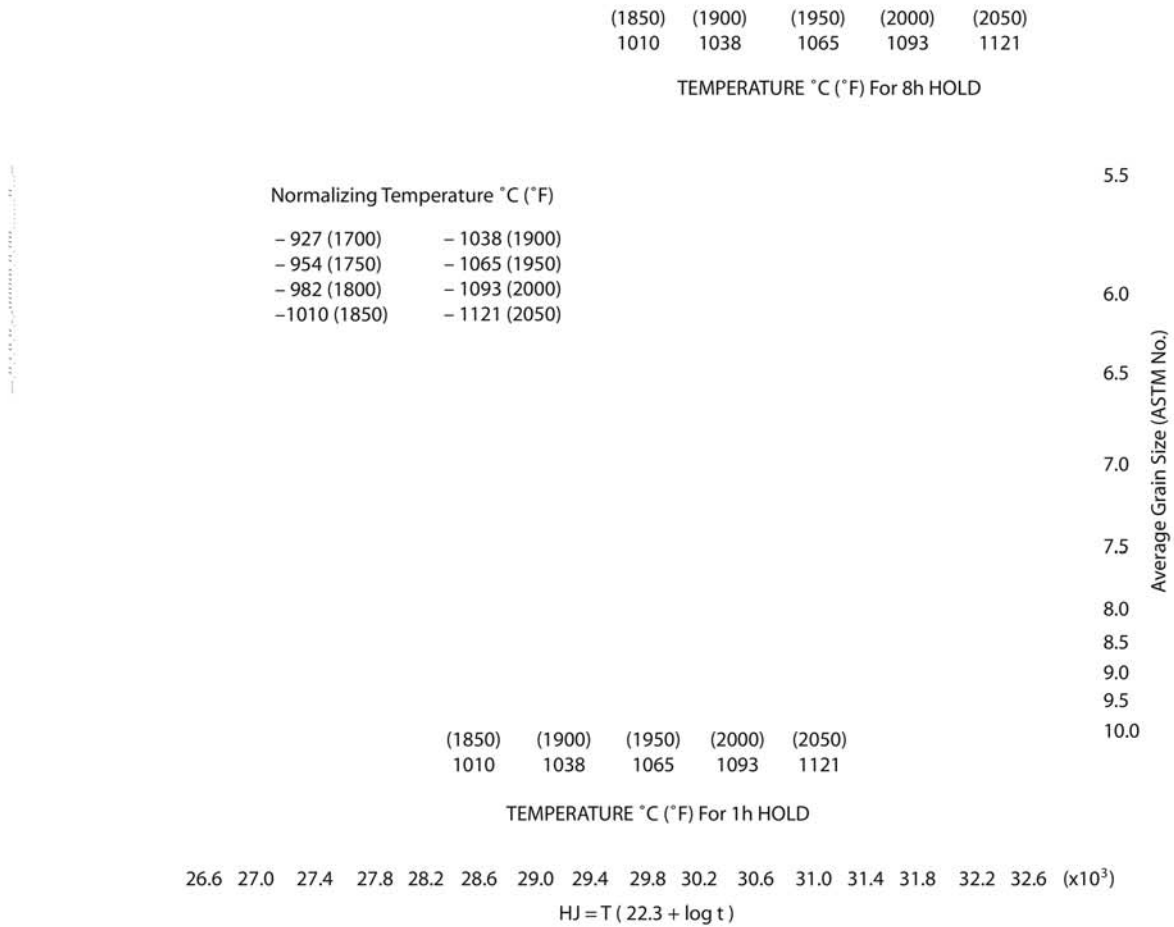 (1850) (1900) (1950) (2000) (2050)
1010 1038 1065 1093 1121
TEMPERATURE ˚C (˚F) For 8h HOLD
Normalizing Temperature ˚C (˚F)
– 927 (1700) – 1038 (1900)
– 954 (1750) – 1065 (1950)
– 982 (1800) – 1093 (2000)
–1010 (1850) – 1121 (2050)
5.5
6.0
6.5
7.0
7.5
8.0
8.5
9.0
9.5
10.0
Average Grain Size (ASTM No.)
(1850) (1900) (1950) (2000) (2050)
1010 1038 1065 1093 1121
TEMPERATURE ˚C (˚F) For 1h HOLD
26.6 27.0 27.4 27.8 28.2 28.6 29.0 29.4 29.8 30.2 30.6 31.0 31.4 31.8 32.2 32.6 (x10³)
HJ = T ( 22.3 + log t )